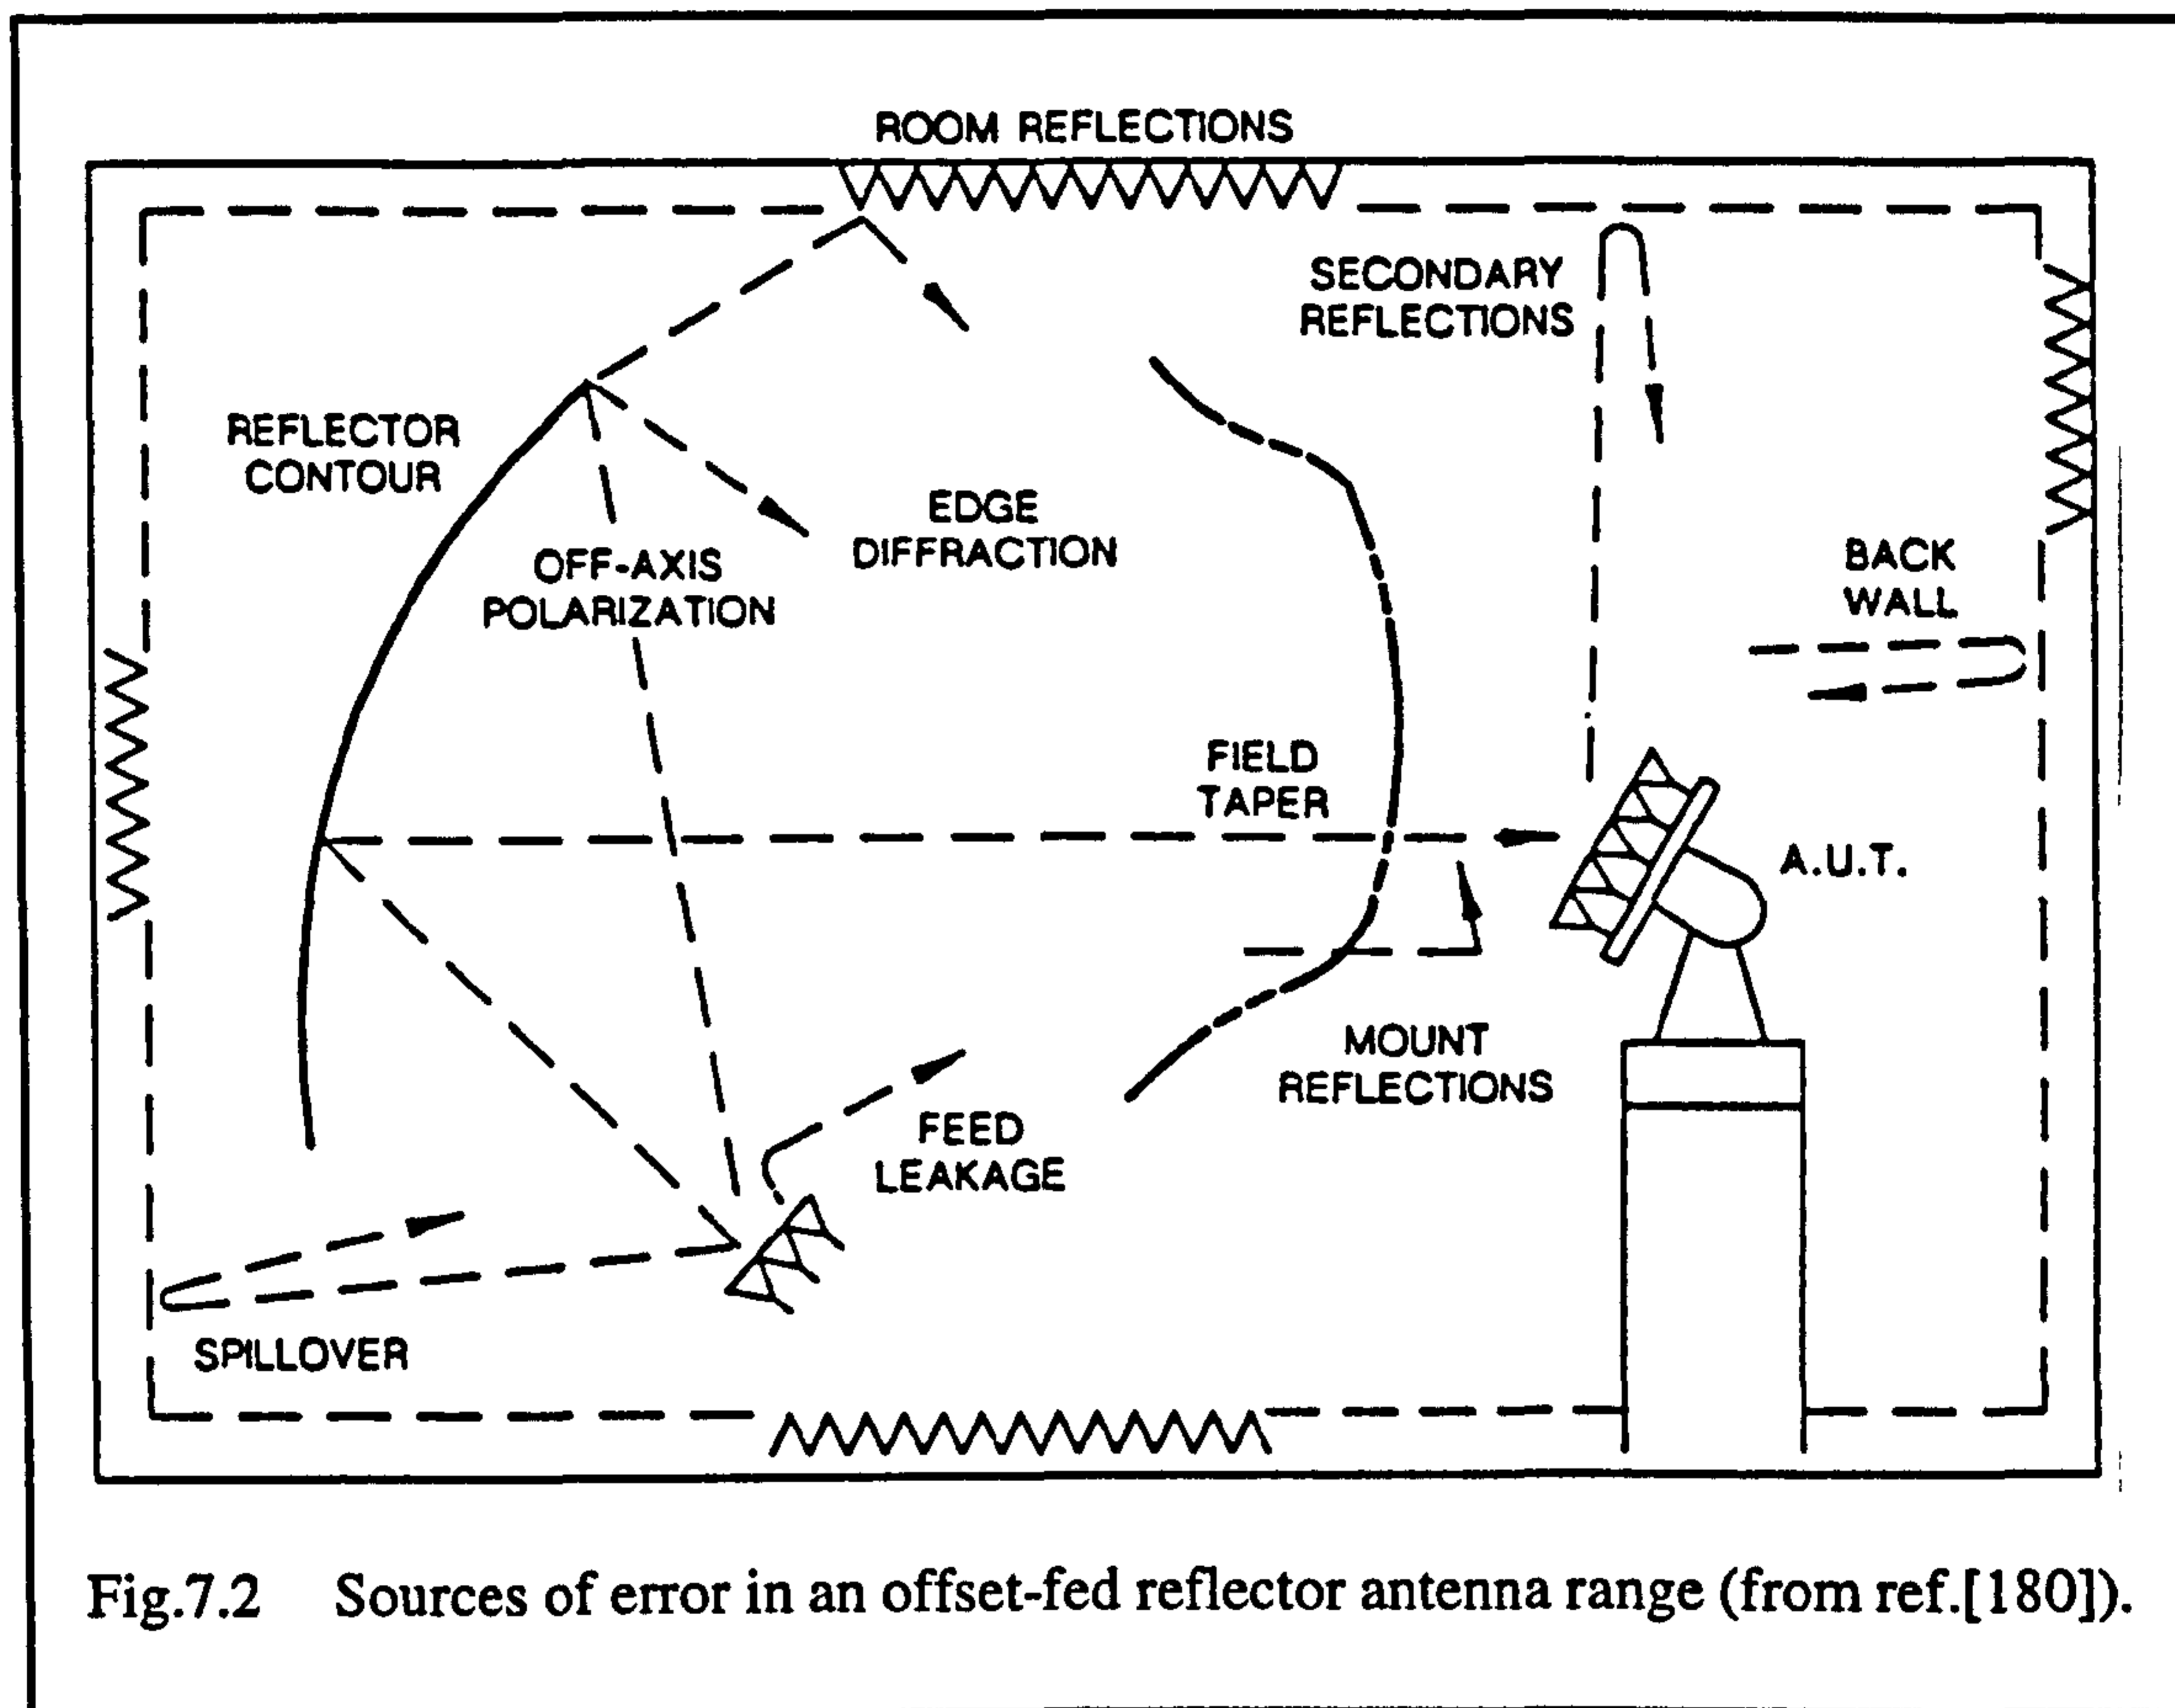 ROOM REFLECTIONS
SECONDARY
REFLECTIONS
REFLECTOR
CONTOUR
EDGE
DIFFRACTION
OFF-AXIS
POLARIZATION
BACK
WALL
FIELD
TAPER
A.U.T.
MOUNT
REFLECTIONS
FEED
LEAKAGE
SPILLOVER
Fig.7.2 Sources of error in an offset-fed reflector antenna range (from ref.[180]).